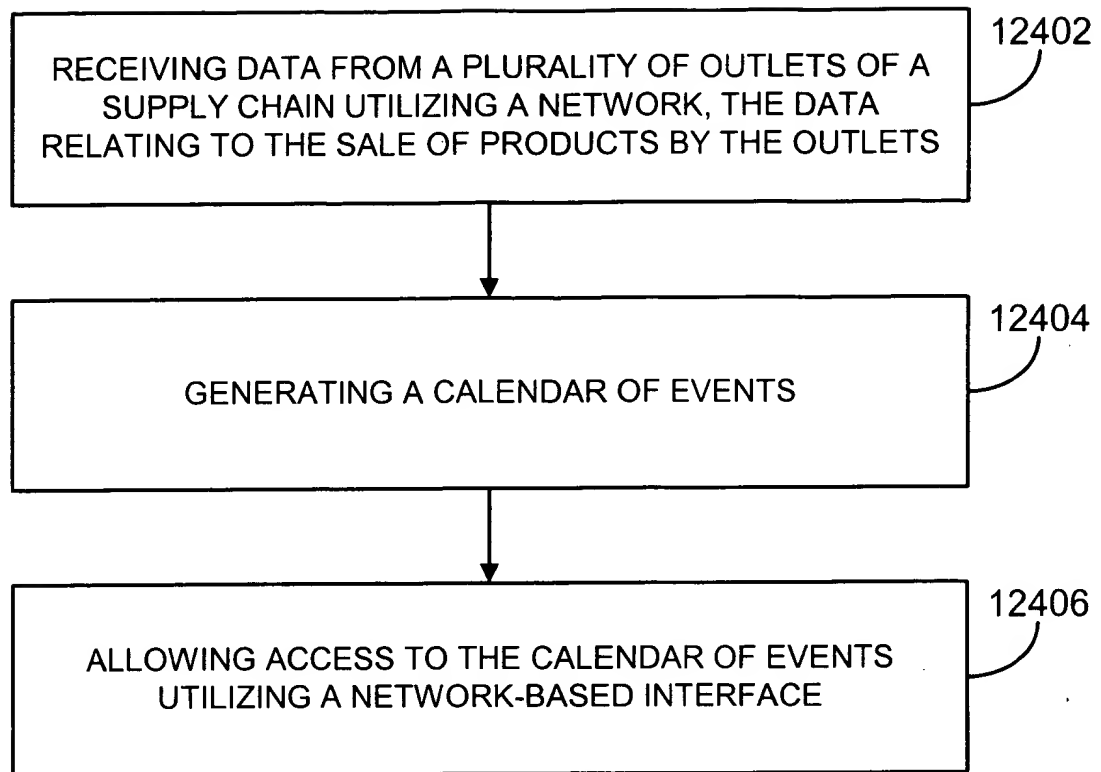 12402
RECEIVING DATA FROM A PLURALITY OF OUTLETS OF A
SUPPLY CHAIN UTILIZING A NETWORK, THE DATA
RELATING TO THE SALE OF PRODUCTS BY THE OUTLETS
12404
GENERATING A CALENDAR OF EVENTS
12406
ALLOWING ACCESS TO THE CALENDAR OF EVENTS
UTILIZING A NETWORK-BASED INTERFACE